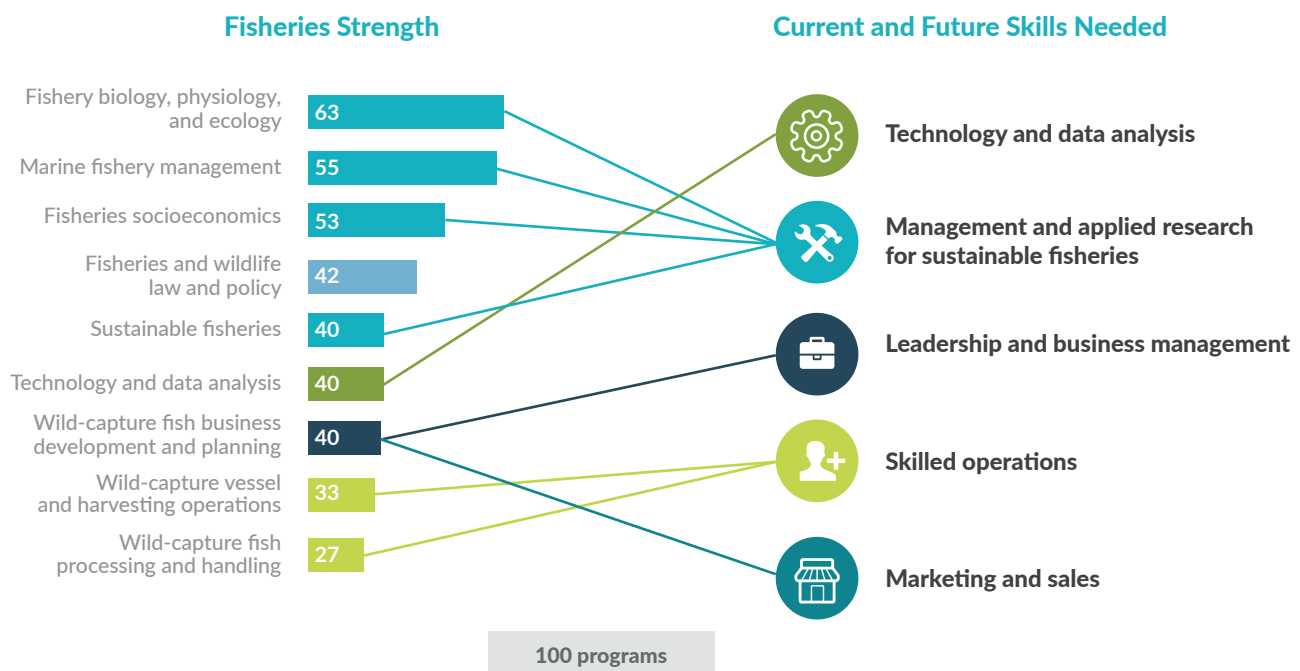 Fisheries Strength
Current and Future Skills Needed
Fishery biology, physiology,
and ecology
63
Marine fishery management
55
Fisheries socioeconomics
53
Fisheries and wildlife
law and policy
42
Sustainable fisheries
40
Technology and data analysis
40
Wild-capture fish business
development and planning
40
Wild-capture vessel
and harvesting operations
33
Wild-capture fish
processing and handling
27
Technology and data analysis
Management and applied research
for sustainable fisheries
Leadership and business management
Skilled operations
Marketing and sales
100 programs